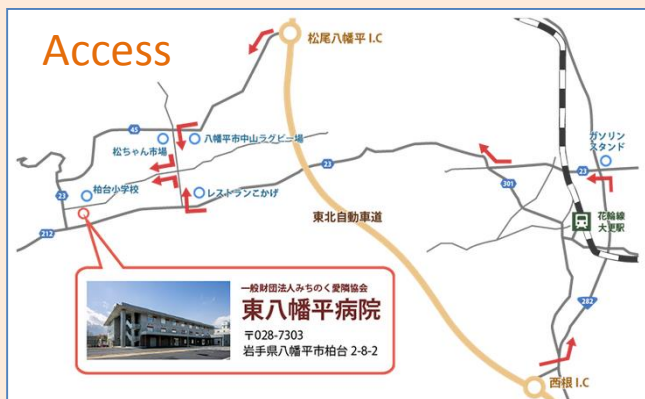 Access
松尾八幡平 I.C
45
八幡平市中山ラグビー場
松ちゃん市場
23
ガソリン
スタンド
23
301
柏台小学校
レストランこかげ
23
東北自動車道
花輪線
大更駅
212
一般財団法人みちのく愛隣協会
東八幡平病院
〒028-7303
岩手県八幡平市柏台 2-8-2
282
西根 I.C